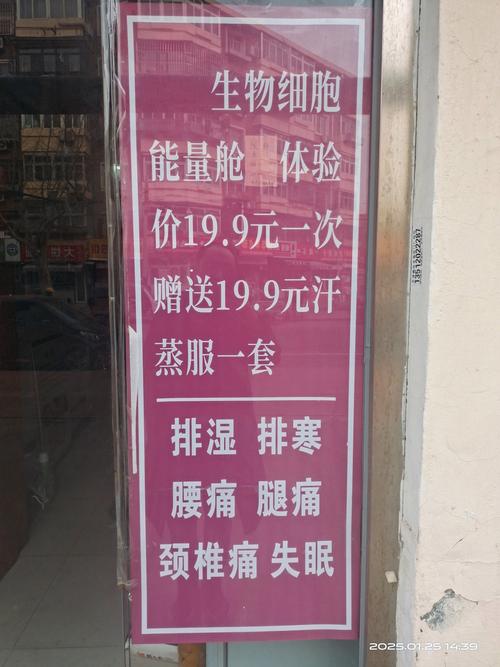 生物细胞
能量舱 体验
价19.9元一次
赠送19.9元汗
蒸服一套
排湿 排寒
腰痛 腿痛
颈椎痛 失眠
13512022287
2025.01.25 14:39